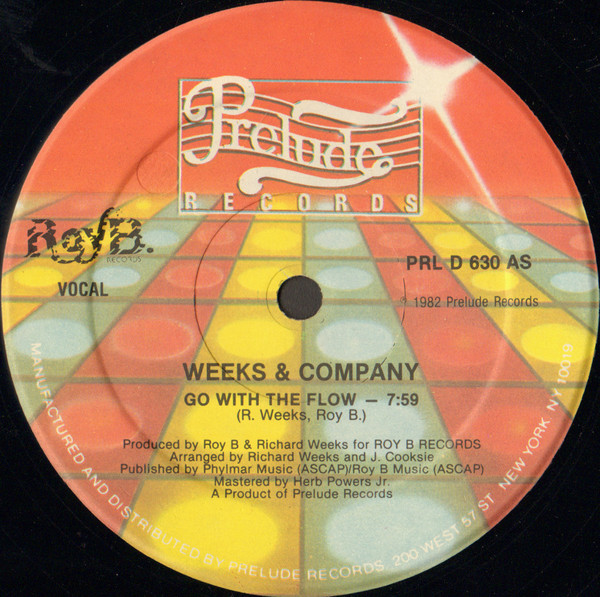 Prelude
RECORDS
Roy B.
RECORDS
VOCAL
PRL D 630 AS
℗ 1982 Prelude Records
WEEKS & COMPANY
GO WITH THE FLOW — 7:59
(R. Weeks, Roy B.)
Produced by Roy B & Richard Weeks for ROY B RECORDS
Arranged by Richard Weeks and J. Cooksie
Published by Phylmar Music (ASCAP)/Roy B Music (ASCAP)
Mastered by Herb Powers Jr.
A Product of Prelude Records
MANUFACTURED AND DISTRIBUTED BY PRELUDE RECORDS, 200 WEST 57 ST NEW YORK NY 10019